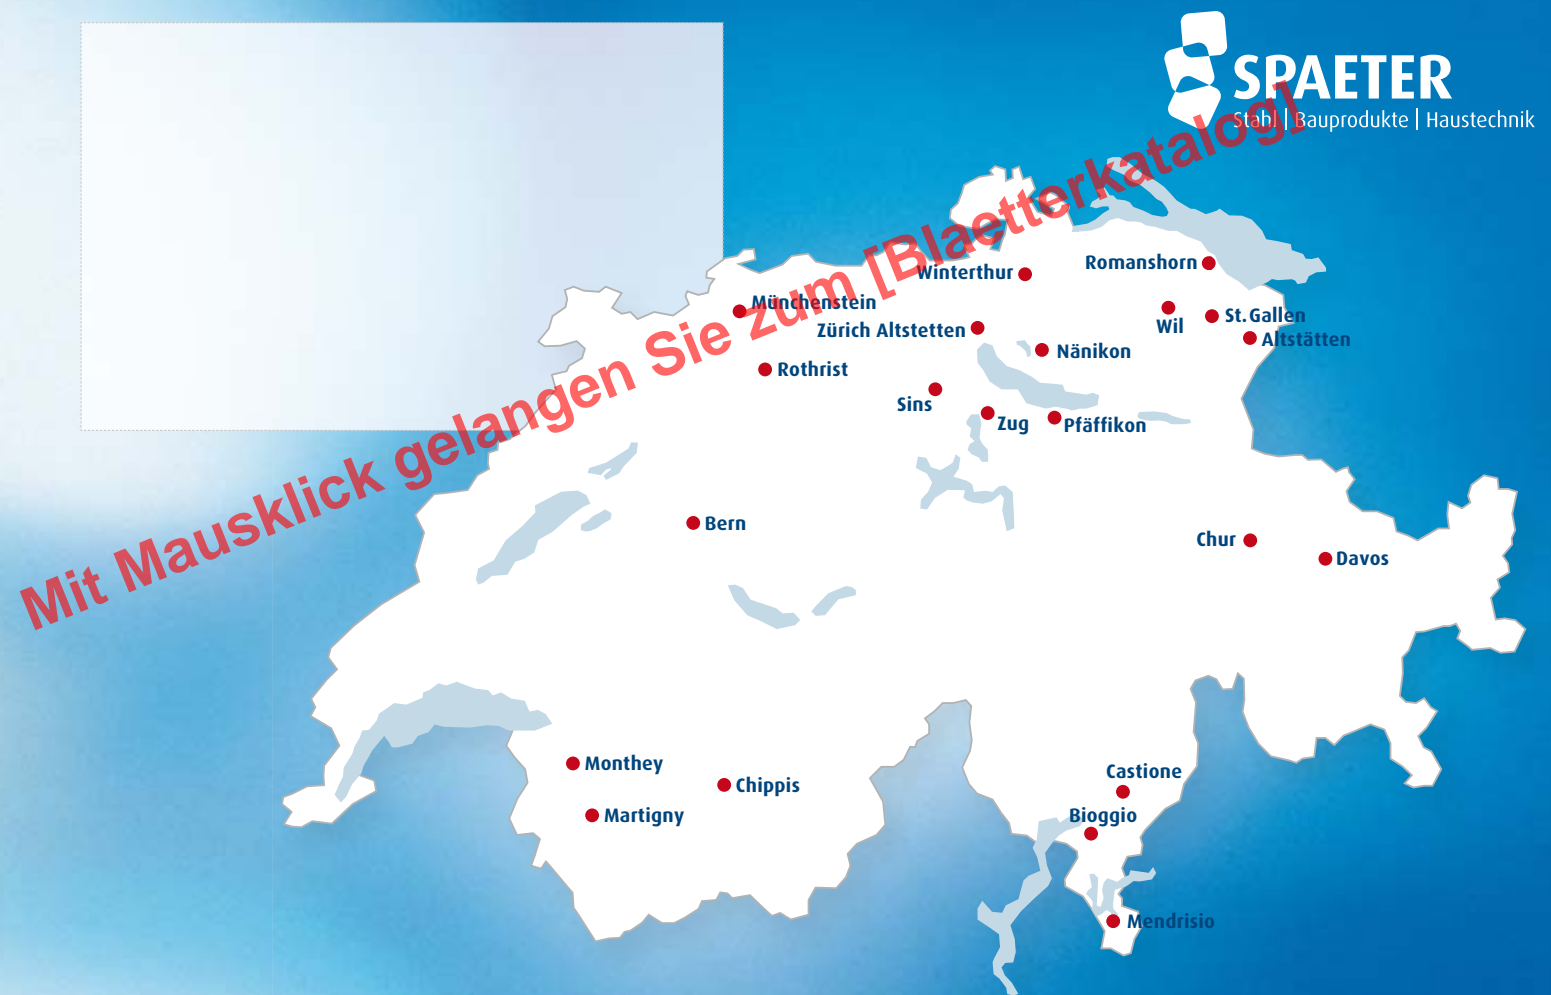 SPAETER
Stahl | Bauprodukte | Haustechnik
Mit Mausklick gelangen Sie zum [Blaetterkatalog]
Winterthur
Romanshorn
Münchenstein
Zürich Altstetten
Wil
St. Gallen
Altstätten
Nänikon
Rothrist
Sins
Zug
Pfäffikon
Bern
Chur
Davos
Monthey
Chippis
Martigny
Castione
Bioggio
Mendrisio